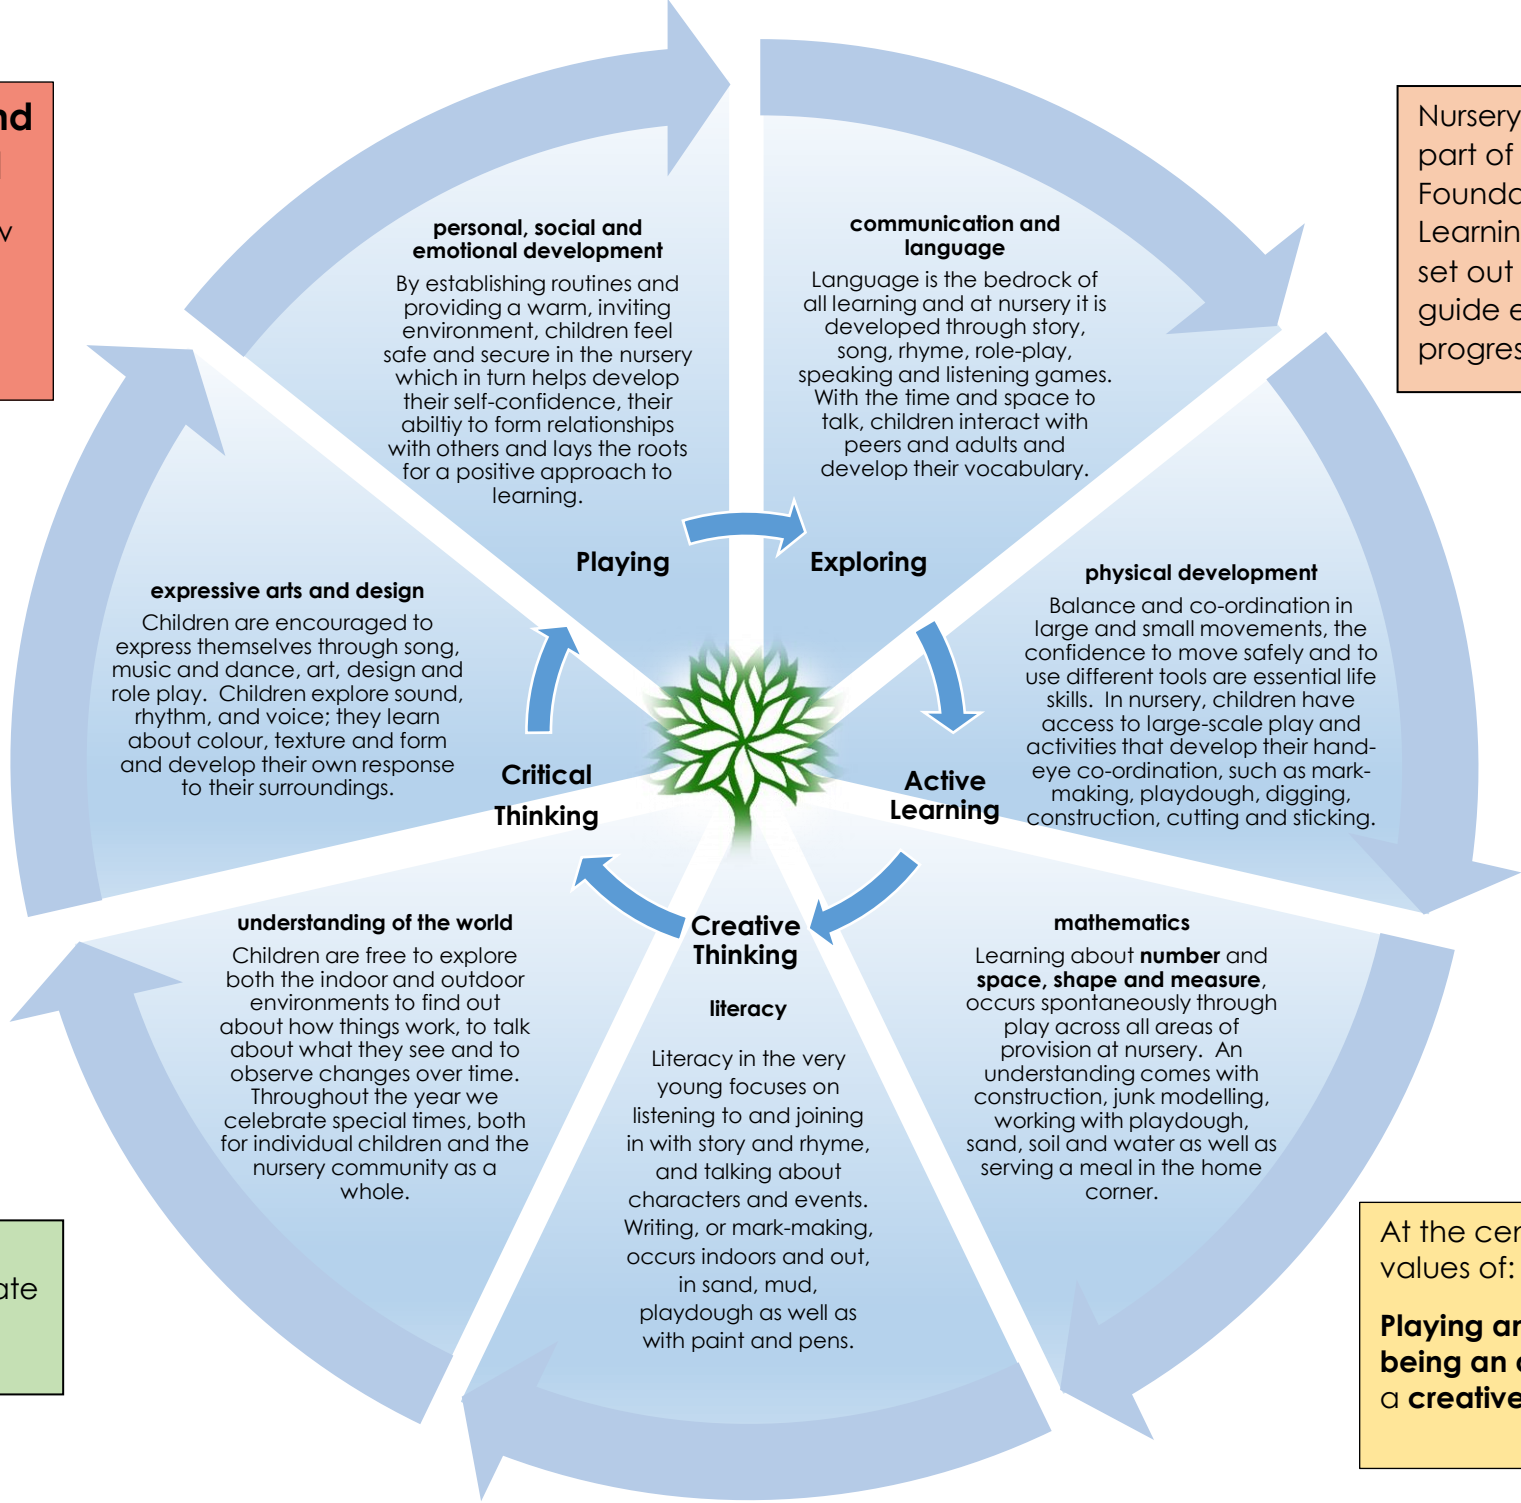 nd
w
Nursery
part of
Founda
Learnin
set out
guide e
progres
personal, social and
emotional development
By establishing routines and
providing a warm, inviting
environment, children feel
safe and secure in the nursery
which in turn helps develop
their self-confidence, their
abiltiy to form relationships
with others and lays the roots
for a positive approach to
learning.
communication and
language
Language is the bedrock of
all learning and at nursery it is
developed through story,
song, rhyme, role-play,
speaking and listening games.
With the time and space to
talk, children interact with
peers and adults and
develop their vocabulary.
Playing
Exploring
physical development
Balance and co-ordination in
large and small movements, the
confidence to move safely and to
use different tools are essential life
skills.  In nursery, children have
access to large-scale play and
activities that develop their hand-
eye co-ordination, such as mark-
making, playdough, digging,
construction, cutting and sticking.
expressive arts and design
Children are encouraged to
express themselves through song,
music and dance, art, design and
role play.  Children explore sound,
rhythm, and voice; they learn
about colour, texture and form
and develop their own response
to their surroundings.
Critical
Thinking
Active
Learning
understanding of the world
Children are free to explore
both the indoor and outdoor
environments to find out
about how things work, to talk
about what they see and to
observe changes over time.
Throughout the year we
celebrate special times, both
for individual children and the
nursery community as a
whole.
Creative
Thinking
literacy
Literacy in the very
young focuses on
listening to and joining
in with story and rhyme,
and talking about
characters and events.
Writing, or mark-making,
occurs indoors and out,
in sand, mud,
playdough as well as
with paint and pens.
mathematics
Learning about number and
space, shape and measure,
occurs spontaneously through
play across all areas of
provision at nursery.  An
understanding comes with
construction, junk modelling,
working with playdough,
sand, soil and water as well as
serving a meal in the home
corner.
ate
At the cen
values of:
Playing an
being an
a creative